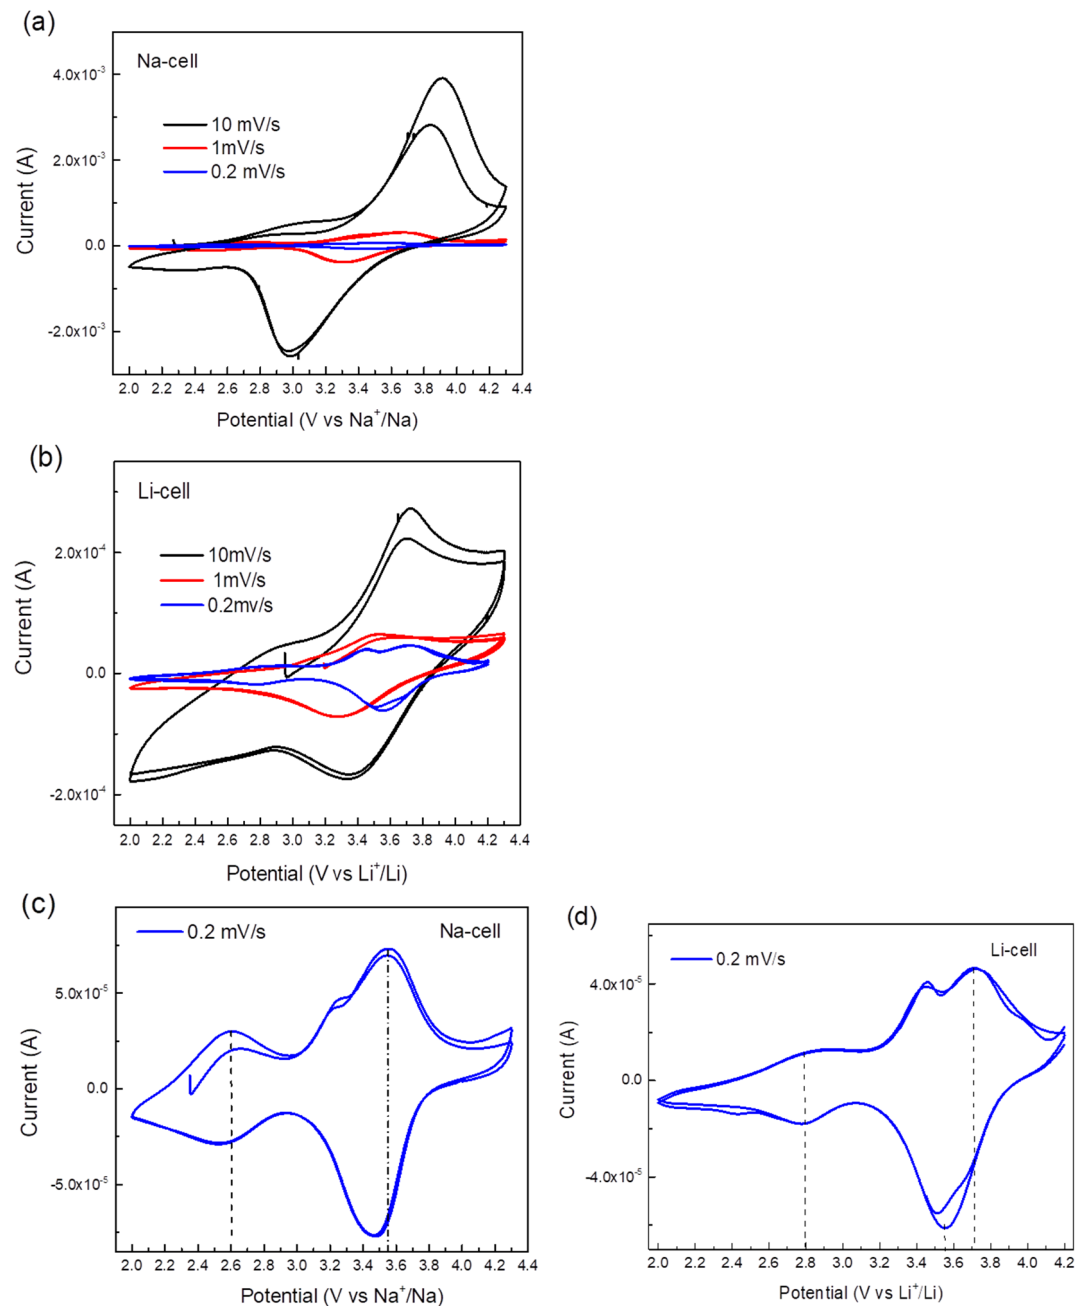 (a)
Na-cell
10 mV/s
1mV/s
0.2 mV/s
4.0x10⁻³
2.0x10⁻³
0.0
-2.0x10⁻³
Current (A)
2.0 2.2 2.4 2.6 2.8 3.0 3.2 3.4 3.6 3.8 4.0 4.2 4.4
Potential (V vs Na⁺/Na)
(b)
Li-cell
10mV/s
1mV/s
0.2mv/s
2.0x10⁻⁴
0.0
-2.0x10⁻⁴
Current (A)
2.0 2.2 2.4 2.6 2.8 3.0 3.2 3.4 3.6 3.8 4.0 4.2 4.4
Potential (V vs Li⁺/Li)
(c)
0.2 mV/s
Na-cell
5.0x10⁻⁵
0.0
-5.0x10⁻⁵
Current (A)
2.0 2.2 2.4 2.6 2.8 3.0 3.2 3.4 3.6 3.8 4.0 4.2 4.4
Potential (V vs Na⁺/Na)
(d)
0.2 mV/s
Li-cell
4.0x10⁻⁵
0.0
-4.0x10⁻⁵
Current (A)
2.0 2.2 2.4 2.6 2.8 3.0 3.2 3.4 3.6 3.8 4.0 4.2
Potential (V vs Li⁺/Li)